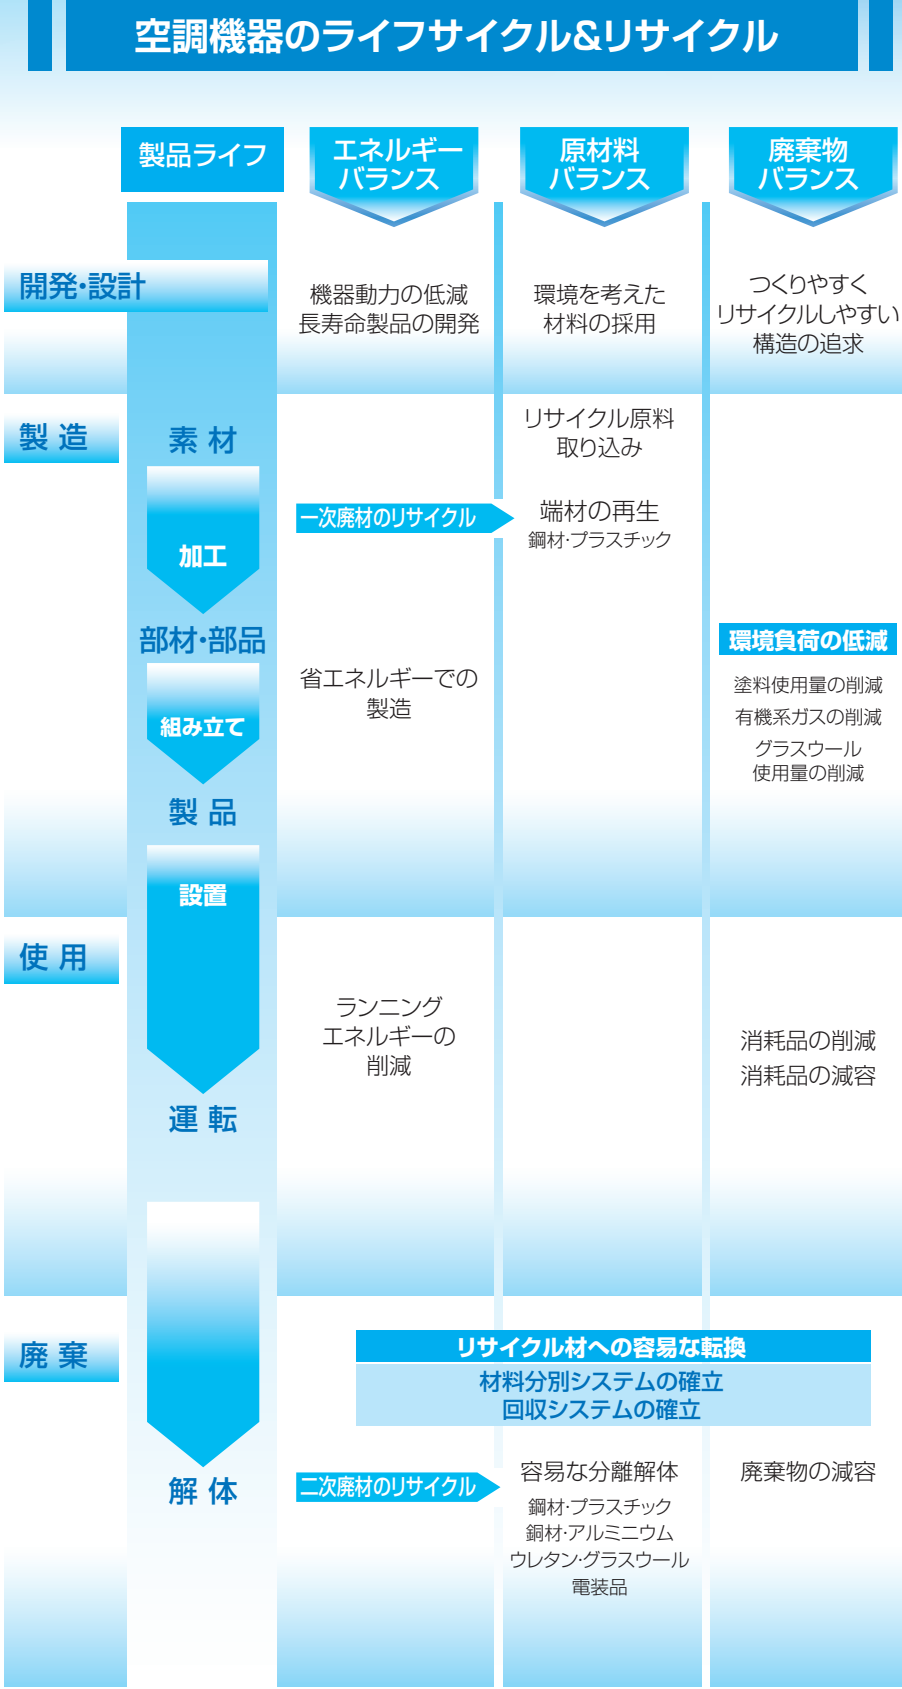 空調機器のライフサイクル&リサイクル
製品ライフ
エネルギー
バランス
原材料
バランス
廃棄物
バランス
開発・設計
機器動力の低減
長寿命製品の開発
環境を考えた
材料の採用
つくりやすく
リサイクルしやすい
構造の追求
製 造
素 材
リサイクル原料
取り込み
一次廃材のリサイクル
端材の再生
鋼材・プラスチック
加工
部材・部品
省エネルギーでの
製造
環境負荷の低減
塗料使用量の削減
有機系ガスの削減
グラスウール
使用量の削減
組み立て
製 品
設置
使 用
ランニング
エネルギーの
削減
消耗品の削減
消耗品の減容
運 転
廃 棄
リサイクル材への容易な転換
材料分別システムの確立
回収システムの確立
解 体
二次廃材のリサイクル
容易な分離解体
鋼材・プラスチック
銅材・アルミニウム
ウレタン・グラスウール
電装品
廃棄物の減容